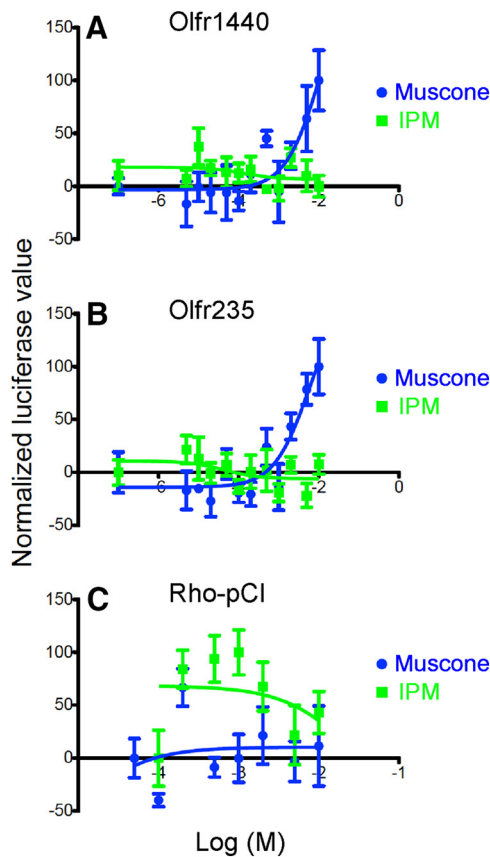 A
Olfr1440
150
100
50
0
-50
-6
-4
-2
0
Muscone
IPM
B
Olfr235
150
100
50
0
-50
-6
-4
-2
0
Muscone
IPM
C
Rho-pCI
150
100
50
0
-50
-4
-3
-2
-1
Muscone
IPM
Normalized luciferase value
Log (M)